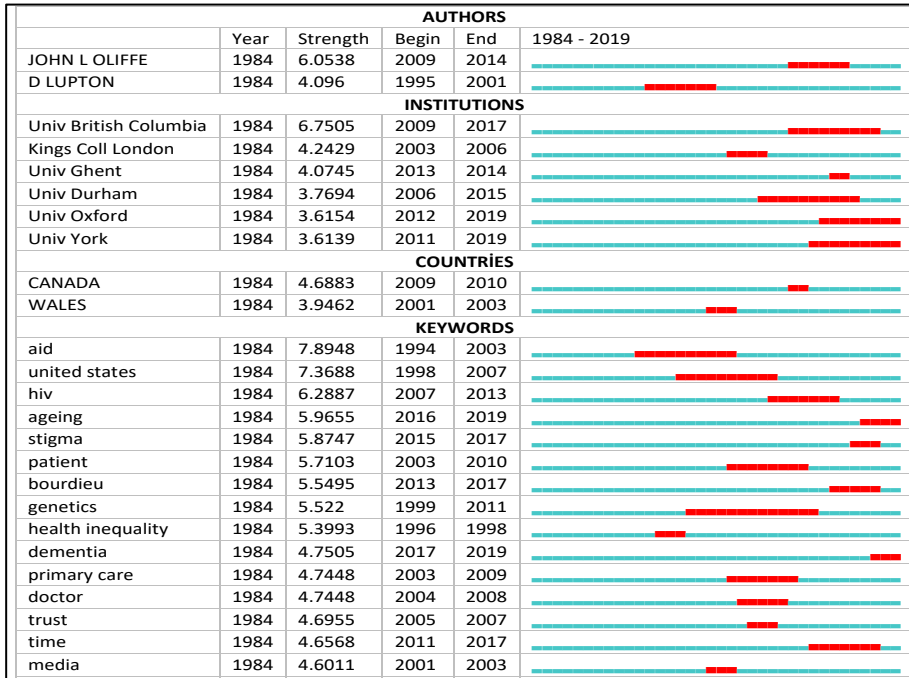 AUTHORS
Year Strength Begin End 1984 - 2019
JOHN L OLIFFE 1984 6.0538 2009 2014
D LUPTON 1984 4.096 1995 2001
INSTITUTIONS
Univ British Columbia 1984 6.7505 2009 2017
Kings Coll London 1984 4.2429 2003 2006
Univ Ghent 1984 4.0745 2013 2014
Univ Durham 1984 3.7694 2006 2015
Univ Oxford 1984 3.6154 2012 2019
Univ York 1984 3.6139 2011 2019
COUNTRİES
CANADA 1984 4.6883 2009 2010
WALES 1984 3.9462 2001 2003
KEYWORDS
aid 1984 7.8948 1994 2003
united states 1984 7.3688 1998 2007
hiv 1984 6.2887 2007 2013
ageing 1984 5.9655 2016 2019
stigma 1984 5.8747 2015 2017
patient 1984 5.7103 2003 2010
bourdieu 1984 5.5495 2013 2017
genetics 1984 5.522 1999 2011
health inequality 1984 5.3993 1996 1998
dementia 1984 4.7505 2017 2019
primary care 1984 4.7448 2003 2009
doctor 1984 4.7448 2004 2008
trust 1984 4.6955 2005 2007
time 1984 4.6568 2011 2017
media 1984 4.6011 2001 2003